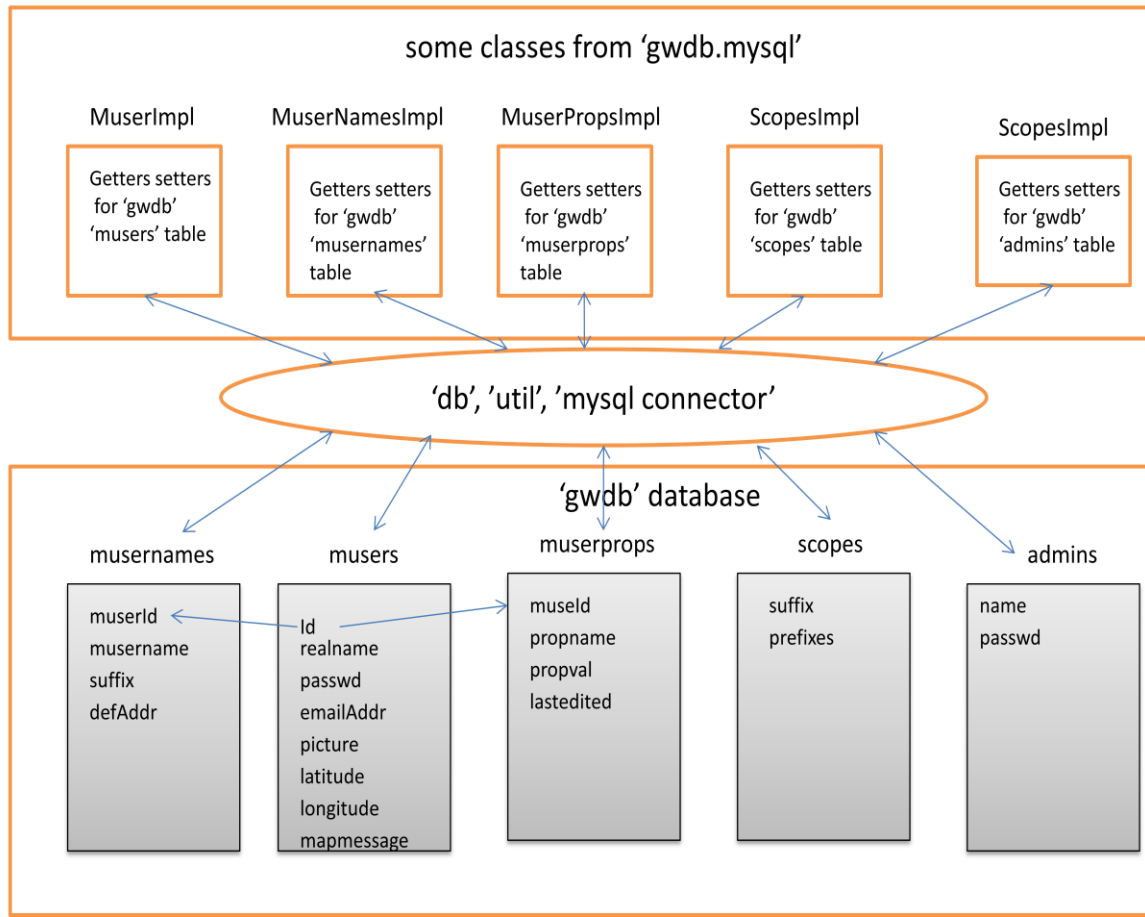 some classes from ‘gwdb.mysql’
MuserImpl
MuserNamesImpl
MuserPropsImpl
ScopesImpl
ScopesImpl
Getters setters
for ‘gwdb’
‘musers’ table
Getters setters
for ‘gwdb’
‘musernames’
table
Getters setters
for ‘gwdb’
‘muserprops’
table
Getters setters
for ‘gwdb’
‘scopes’ table
Getters setters
for ‘gwdb’
‘admins’ table
‘db’, ’util’, ’mysql connector’
‘gwdb’ database
musernames
muserId
musername
suffix
defAddr
musers
Id
realname
passwd
emailAddr
picture
latitude
longitude
mapmessage
muserprops
museId
propname
propval
lastedited
scopes
suffix
prefixes
admins
name
passwd